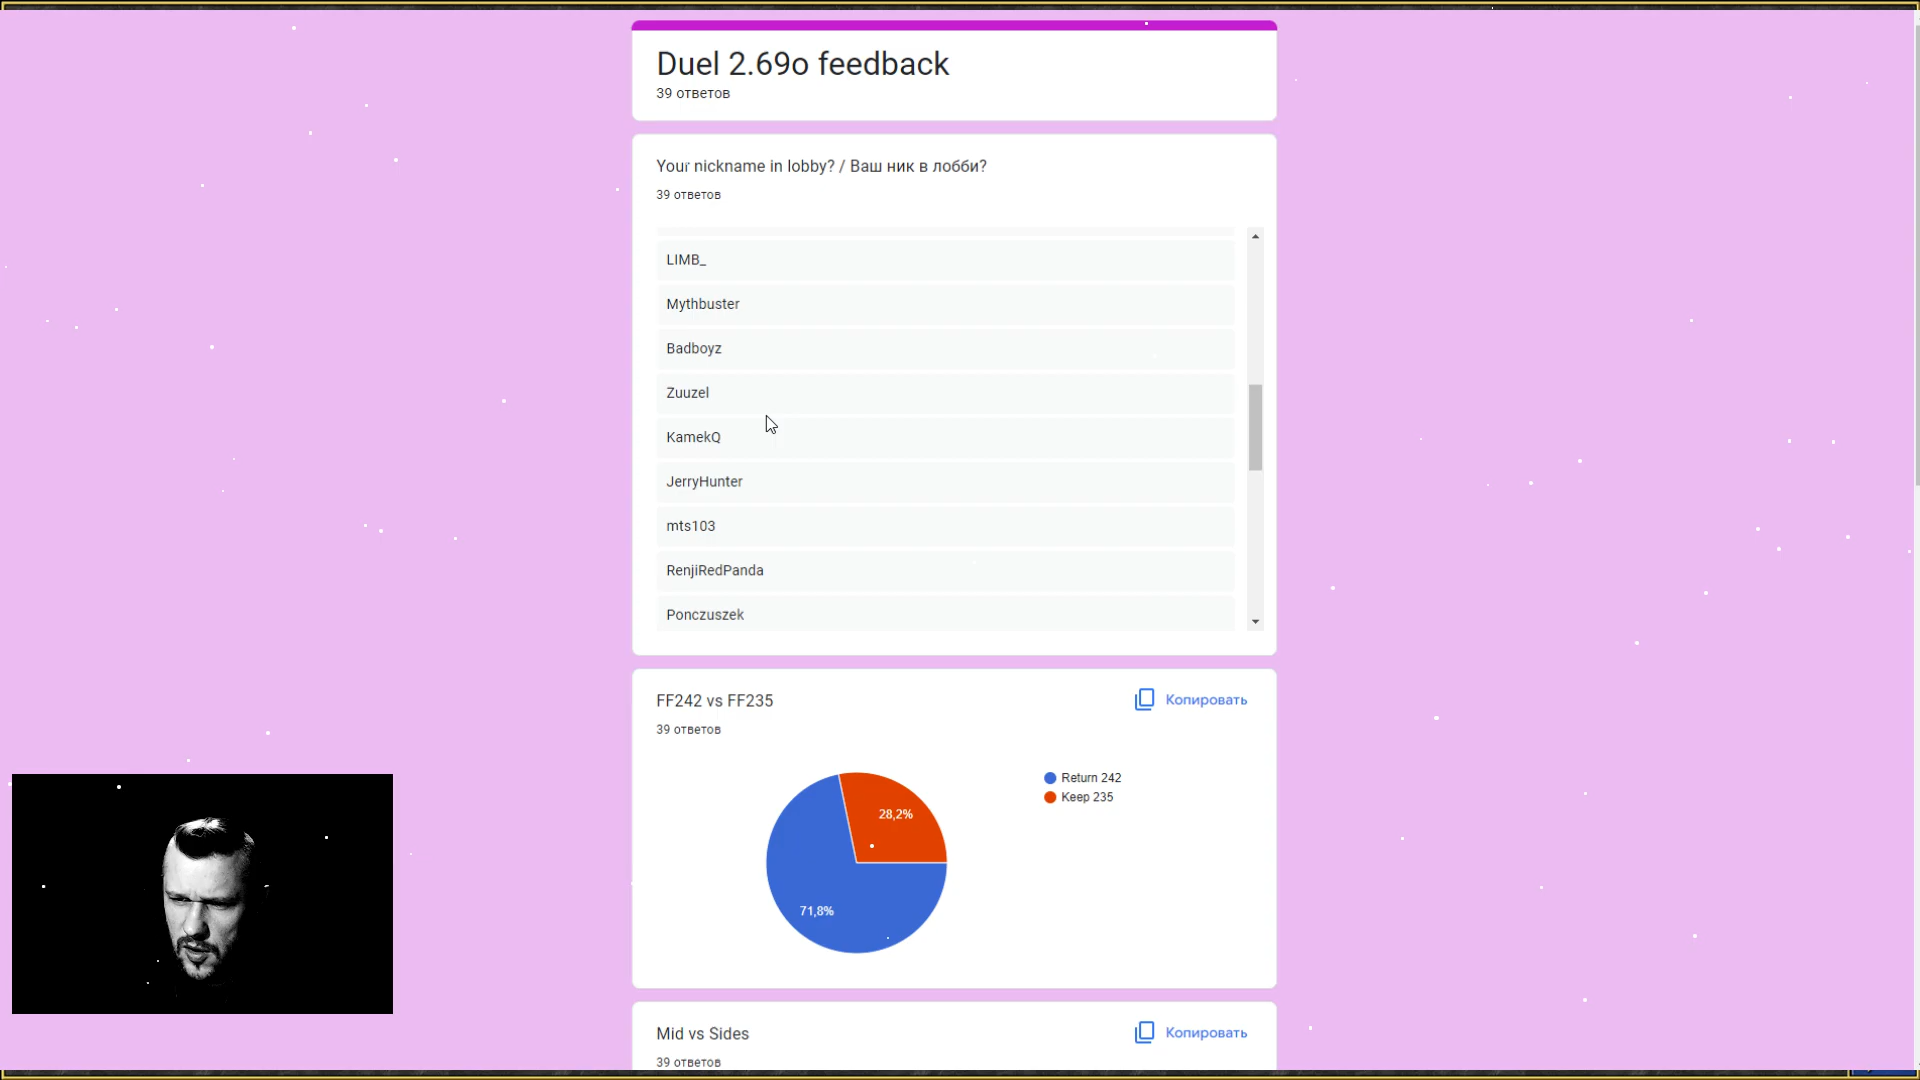 Duel 2.69o feedback
39 ответов
Your nickname in lobby? / Ваш ник в лобби?
39 ответов
LIMB_
Mythbuster
Badboyz
Zuuzel
KamekQ
JerryHunter
mts103
RenjiRedPanda
Ponczuszek
FF242 vs FF235
Копировать
39 ответов
Return 242
Keep 235
28,2%
71,8%
Mid vs Sides
Копировать
39 ответов